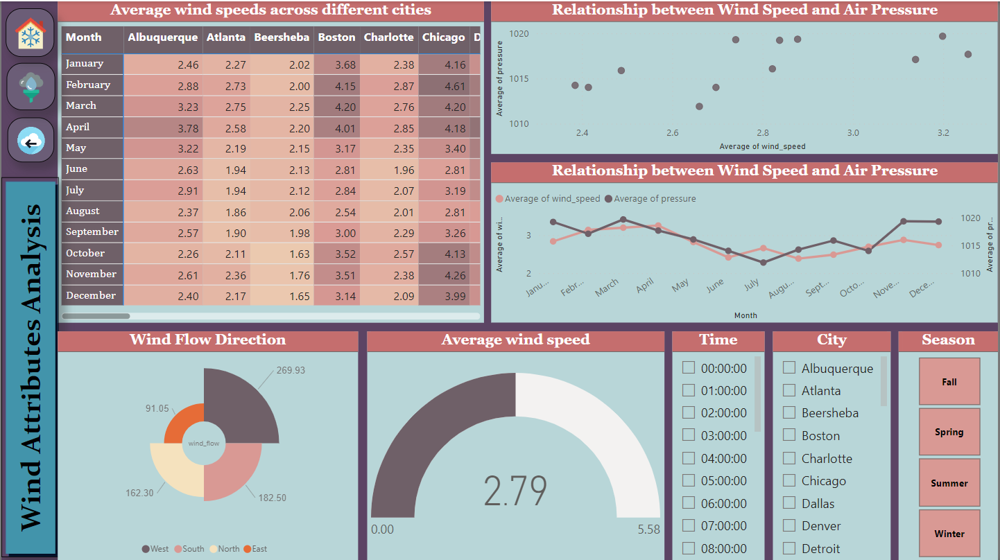 Wind Attributes Analysis
Average wind speeds across different cities
Month Albuquerque Atlanta Beersheba Boston Charlotte Chicago D
January 2.46 2.27 2.02 3.68 2.38 4.16
February 2.88 2.73 2.00 4.15 2.87 4.61
March 3.23 2.75 2.25 4.20 2.76 4.20
April 3.78 2.58 2.20 4.01 2.85 4.18
May 3.22 2.19 2.15 3.17 2.35 3.40
June 2.63 1.94 2.13 2.81 1.96 2.81
July 2.91 1.94 2.12 2.84 2.07 3.19
August 2.37 1.86 2.06 2.54 2.01 2.81
September 2.57 1.90 1.98 3.00 2.29 3.26
October 2.26 2.11 1.63 3.52 2.57 4.13
November 2.61 2.36 1.76 3.51 2.38 4.26
December 2.40 2.17 1.65 3.14 2.09 3.99
Relationship between Wind Speed and Air Pressure
Average of pressure
1020
1015
1010
2.4 2.6 2.8 3.0 3.2
Average of wind_speed
Relationship between Wind Speed and Air Pressure
Average of wind_speed Average of pressure
Average of wi...
3
2
1020
1015
1010
Average of pr...
Janu... Febr... March April May June July Augu... Sept... Octo... Nove... Dece...
Month
Wind Flow Direction
269.93
91.05
wind_flow
162.30
182.50
West South North East
Average wind speed
2.79
0.00 5.58
Time
00:00:00
01:00:00
02:00:00
03:00:00
04:00:00
05:00:00
06:00:00
07:00:00
08:00:00
City
Albuquerque
Atlanta
Beersheba
Boston
Charlotte
Chicago
Dallas
Denver
Detroit
Season
Fall
Spring
Summer
Winter